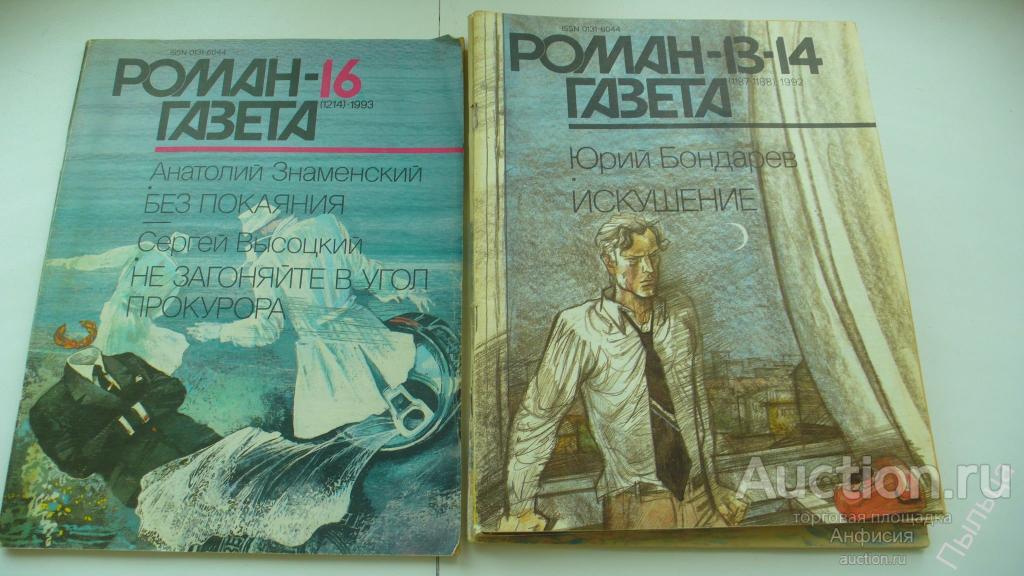 ISSN 0131-6044
РОМАН-16
ГАЗЕТА (1214)·1993
Анатолий Знаменский
БЕЗ ПОКАЯНИЯ
Сергей Высоцкий
НЕ ЗАГОНЯЙТЕ В УГОЛ
ПРОКУРОРА
ISSN 0131-6044
РОМАН-13-14
ГАЗЕТА (1187-1188)·1992
Юрий Бондарев
ИСКУШЕНИЕ
Auction.ru
торговая площадка
Анфисия
auction.ru